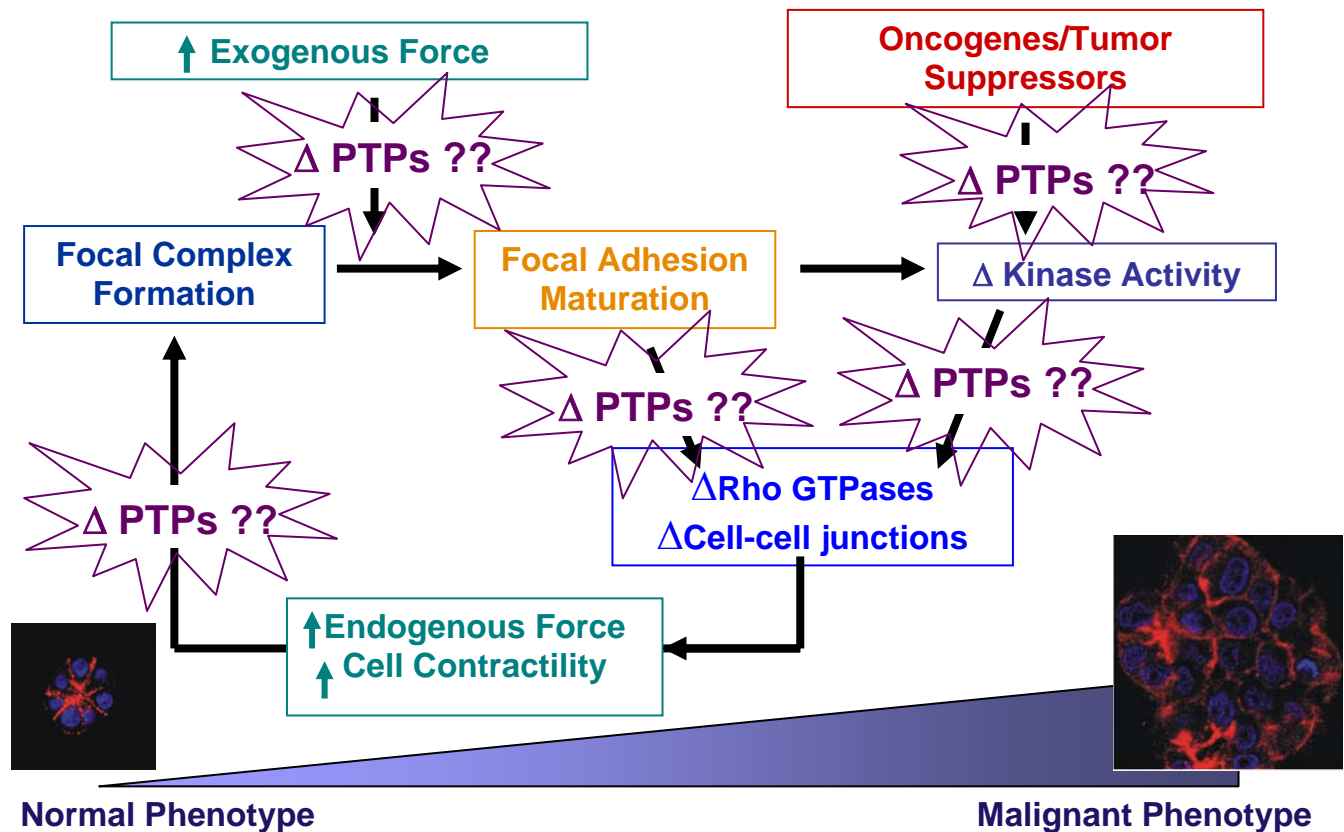 ↑ Exogenous Force
Oncogenes/Tumor
Suppressors
Δ PTPs ??
Δ PTPs ??
Focal Complex
Formation
Focal Adhesion
Maturation
Δ Kinase Activity
Δ PTPs ??
Δ PTPs ??
Δ PTPs ??
ΔRho GTPases
ΔCell-cell junctions
↑Endogenous Force
↑ Cell Contractility
Normal Phenotype
Malignant Phenotype